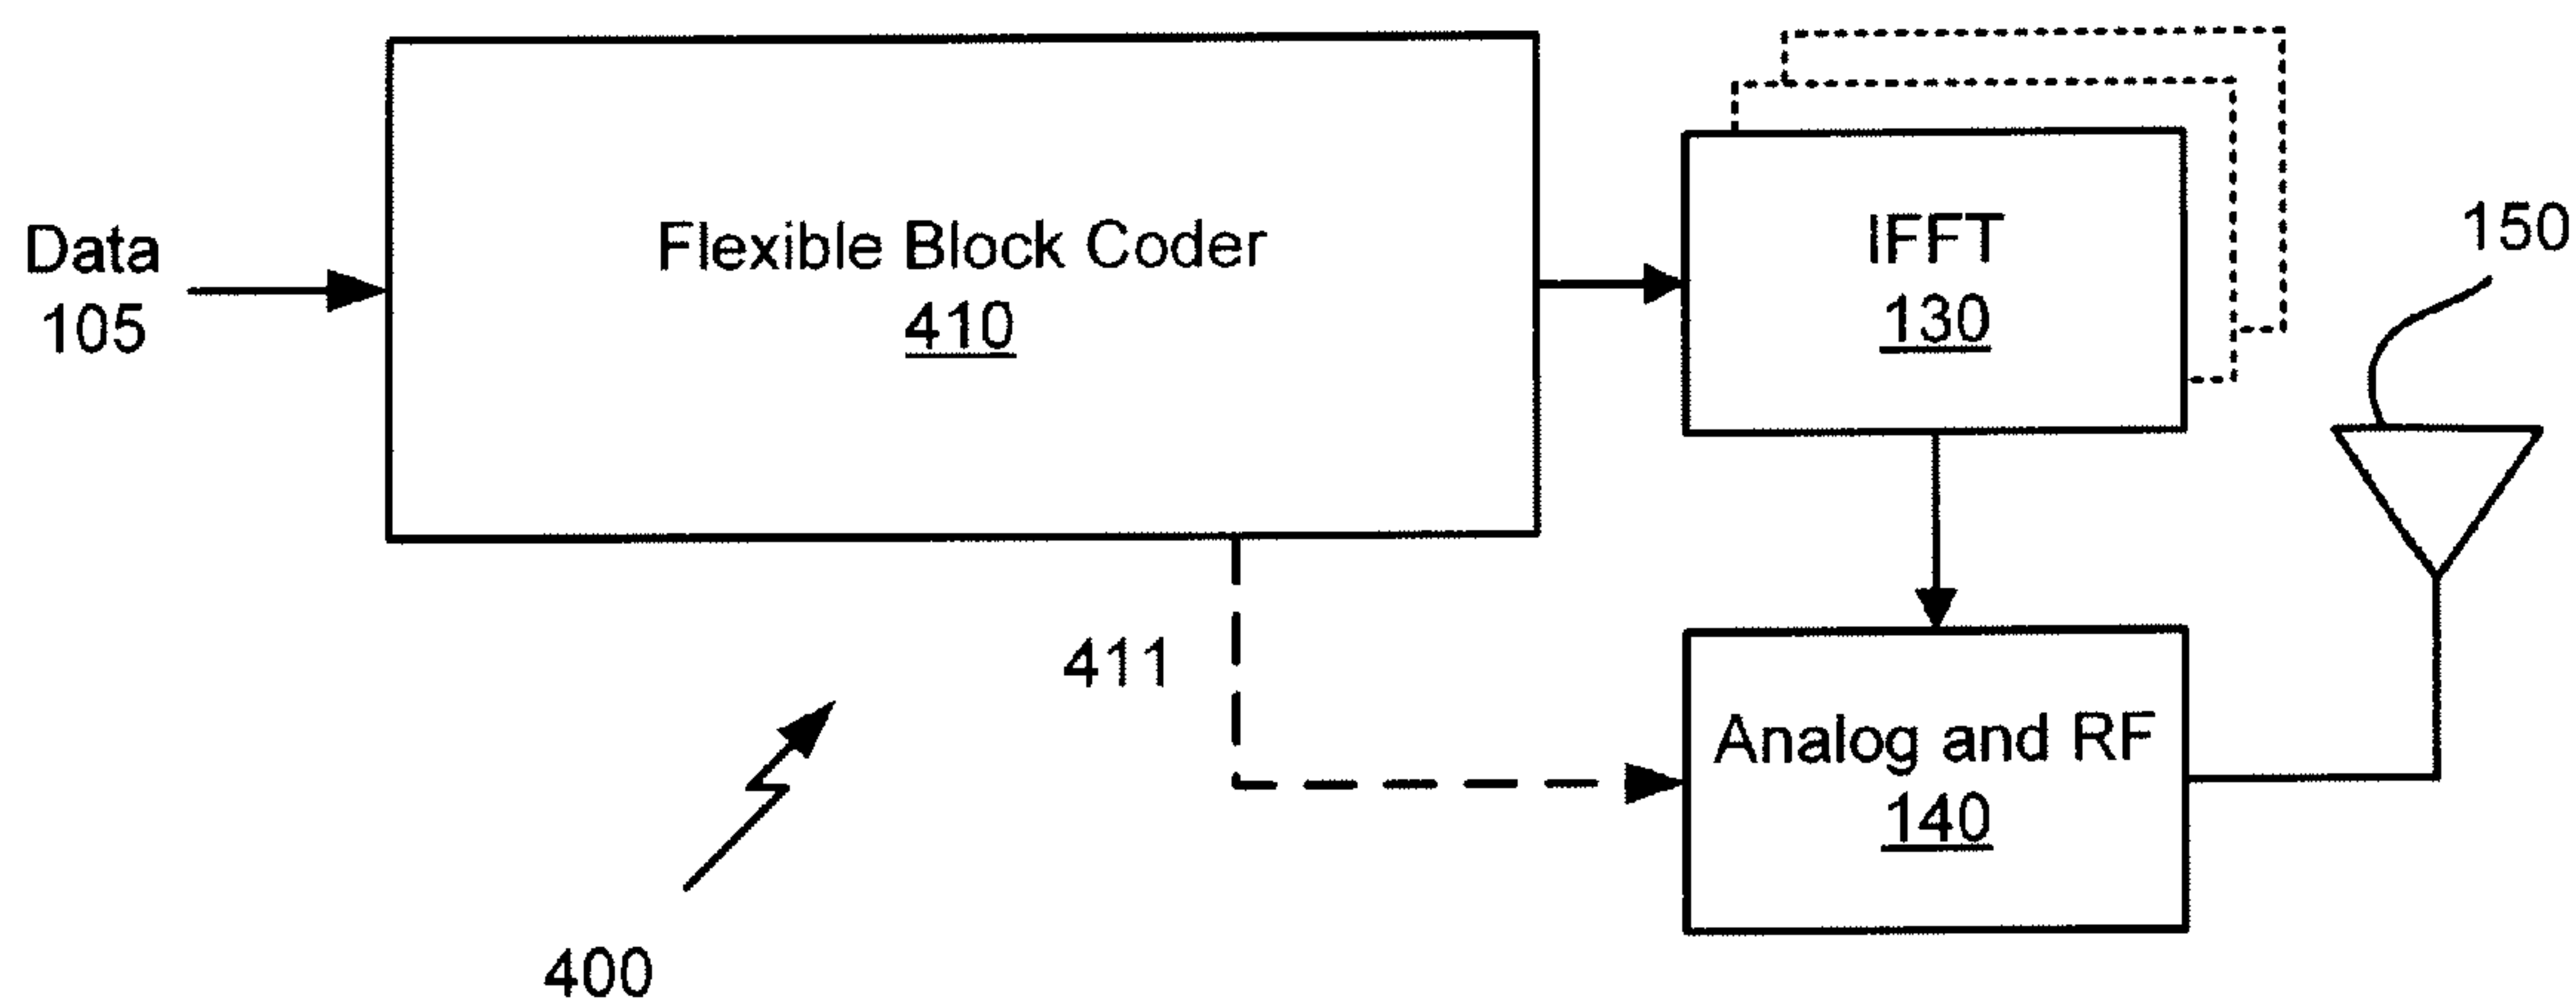 Data
105
Flexible Block Coder
410
IFFT
130
150
411
Analog and RF
140
400